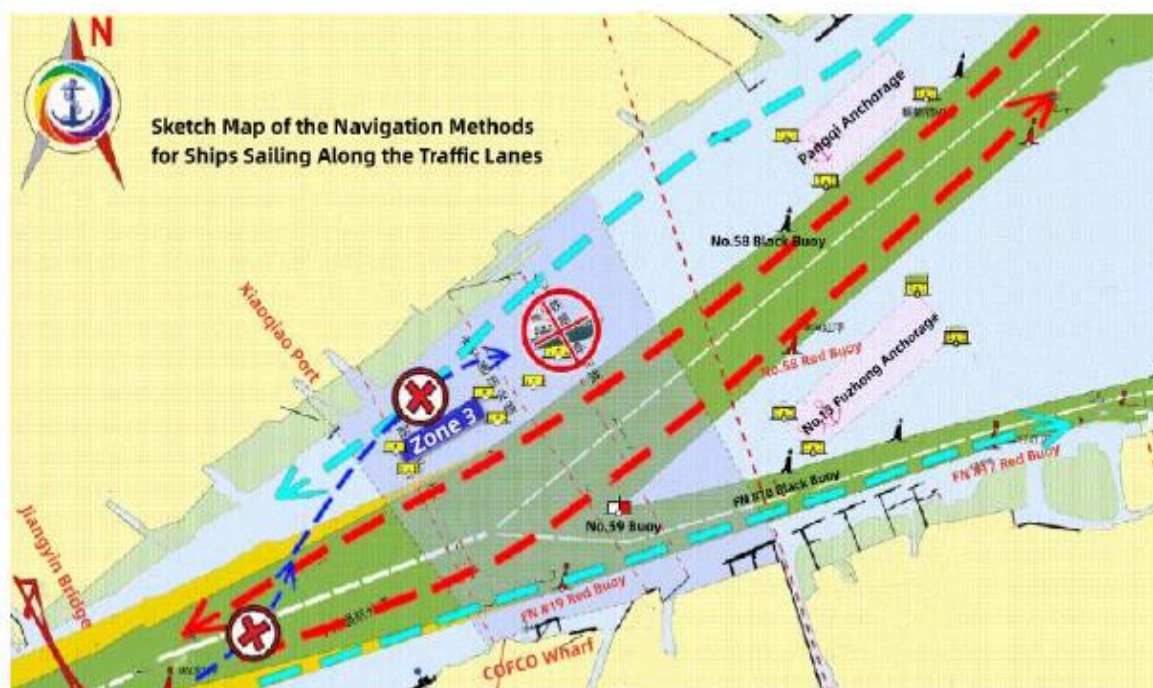 N
Sketch Map of the Navigation Methods
for Ships Sailing Along the Traffic Lanes
Pangqi Anchorage
No.58 Black Buoy
Xiaoqiao Port
Zone 3
No.58 Red Buoy
No.13 Fuzhong Anchorage
Jiangyin Bridge
No.59 Buoy
FN #18 Black Buoy
FN #17 Red Buoy
FN #19 Red Buoy
COFCO Wharf